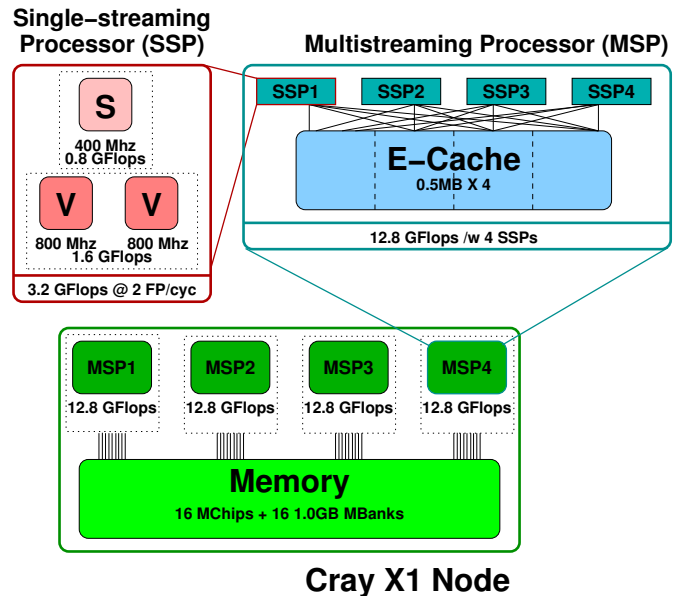 Single-streaming
Processor (SSP)
S
400 Mhz
0.8 GFlops
V
V
800 Mhz
800 Mhz
1.6 GFlops
3.2 GFlops @ 2 FP/cyc
Multistreaming Processor (MSP)
SSP1
SSP2
SSP3
SSP4
E-Cache
0.5MB X 4
12.8 GFlops /w 4 SSPs
MSP1
MSP2
MSP3
MSP4
12.8 GFlops
12.8 GFlops
12.8 GFlops
12.8 GFlops
Memory
16 MChips + 16 1.0GB MBanks
Cray X1 Node